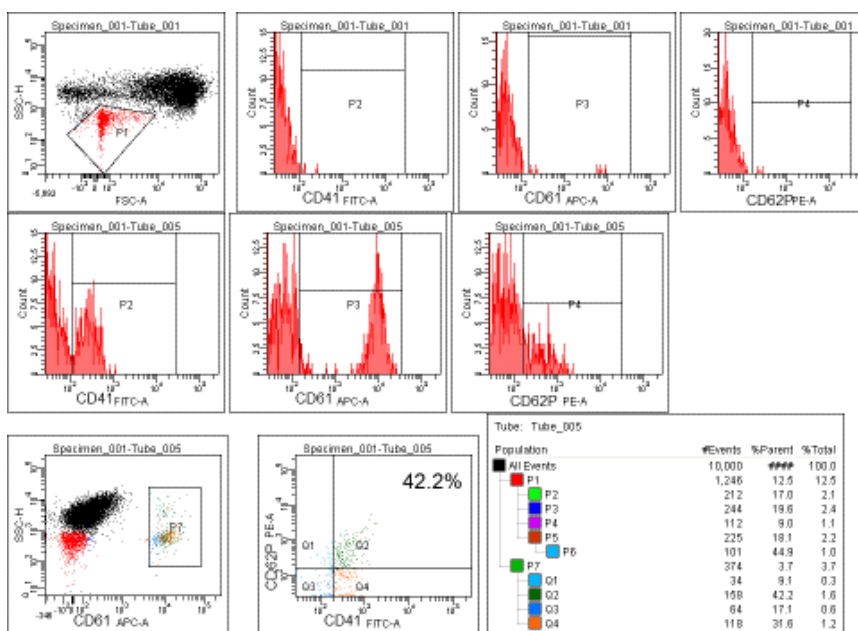 Specimen_001-Tube_001
SSC-H
P1
-5,892
FSC-A
Specimen_001-Tube_001
Count
P2
CD41 FITC-A
Specimen_001-Tube_001
Count
P3
CD61 APC-A
Specimen_001-Tube_001
Count
P4
CD62P PE-A
Specimen_001-Tube_005
Count
P2
CD41 FITC-A
Specimen_001-Tube_005
Count
P3
CD61 APC-A
Specimen_001-Tube_005
Count
P4
CD62P PE-A
Specimen_001-Tube_005
SSC-H
P7
CD61 APC-A
Specimen_001-Tube_005
42.2%
CD62P PE-A
Q1 Q2
Q3 Q4
CD41 FITC-A
Tube: Tube_005
Population #Events %Parent %Total
All Events 10,000 #### 100.0
P1 1,246 12.5 12.5
P2 212 17.0 2.1
P3 244 19.6 2.4
P4 112 9.0 1.1
P5 225 18.1 2.2
P6 101 44.9 1.0
P7 374 3.7 3.7
Q1 34 9.1 0.3
Q2 158 42.2 1.6
Q3 64 17.1 0.6
Q4 118 31.6 1.2